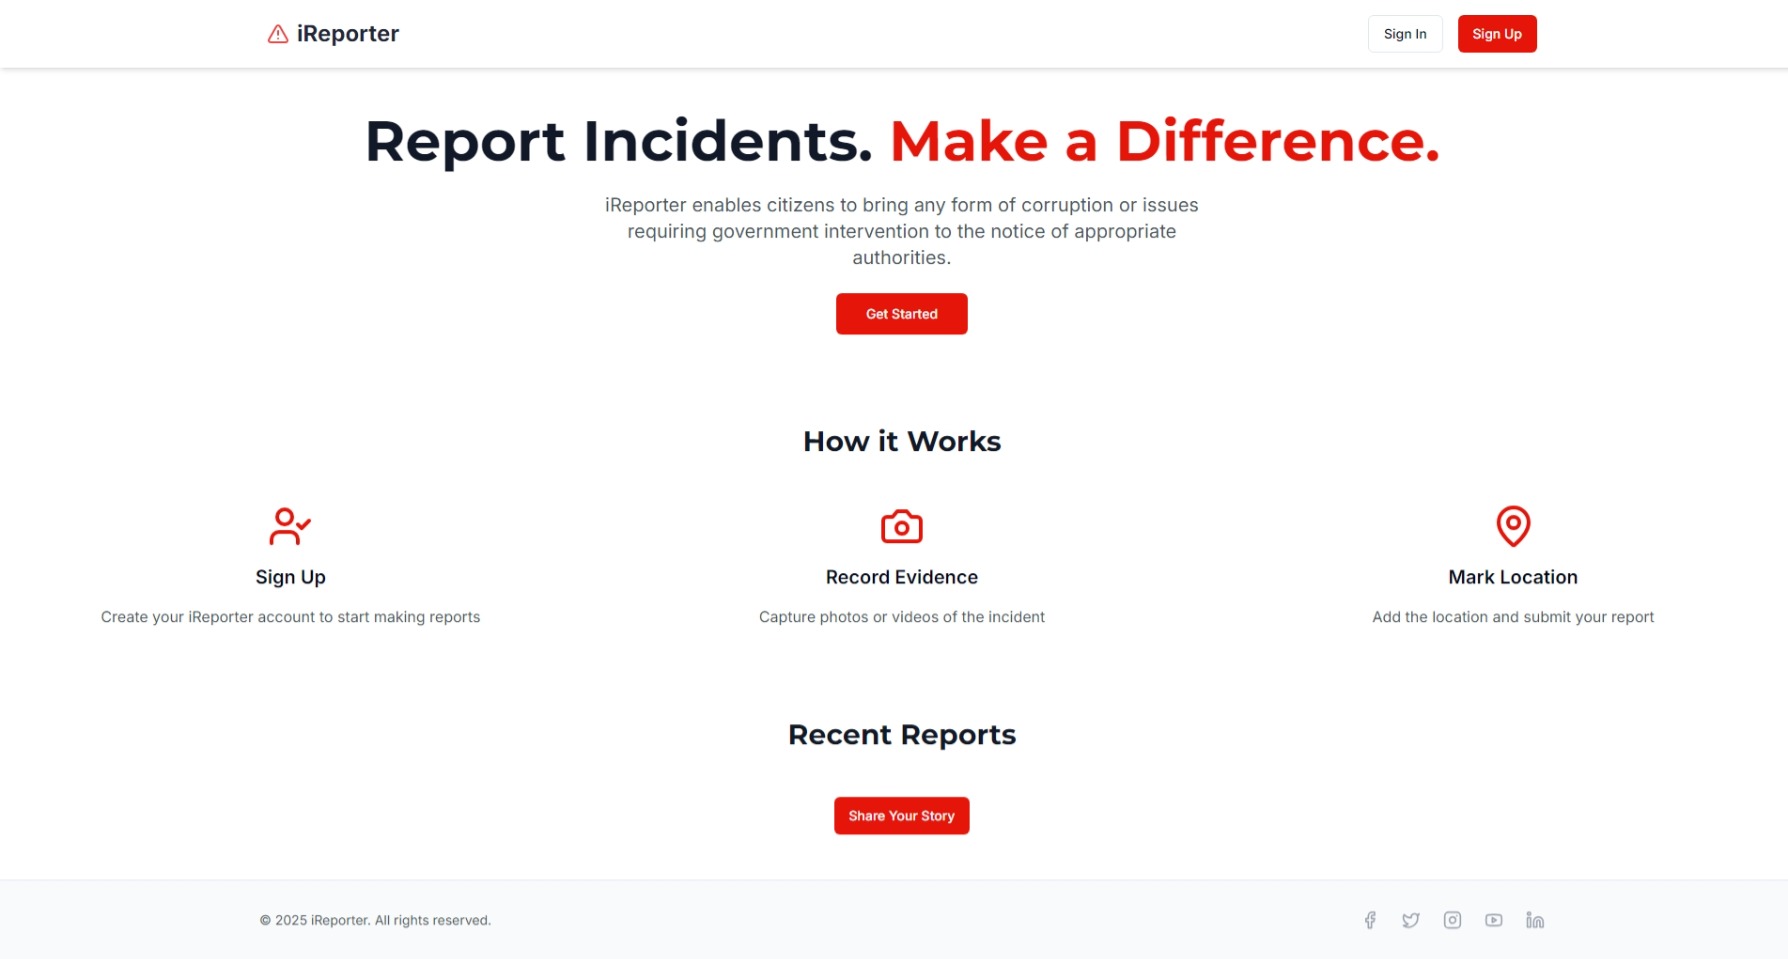 iReporter
Sign In
Sign Up
Report Incidents. Make a Difference.
iReporter enables citizens to bring any form of corruption or issues
requiring government intervention to the notice of appropriate
authorities.
Get Started
How it Works
Sign Up
Create your iReporter account to start making reports
Record Evidence
Capture photos or videos of the incident
Mark Location
Add the location and submit your report
Recent Reports
Share Your Story
© 2025 iReporter. All rights reserved.